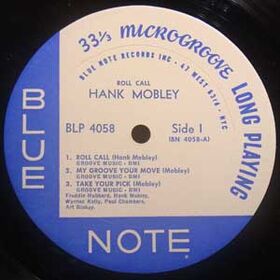 33⅓ MICROGROOVE LONG PLAYING
BLUE NOTE RECORDS INC • 47 WEST 63rd • NYC
ROLL CALL
HANK MOBLEY
BLP 4058
Side 1
(BN 4058-A)
1. ROLL CALL (Hank Mobley)
GROOVE MUSIC - BMI
2. MY GROOVE YOUR MOVE (Mobley)
GROOVE MUSIC - BMI
3. TAKE YOUR PICK (Mobley)
GROOVE MUSIC - BMI
Freddie Hubbard, Hank Mobley,
Wynton Kelly, Paul Chambers,
Art Blakey.
BLUE
NOTE